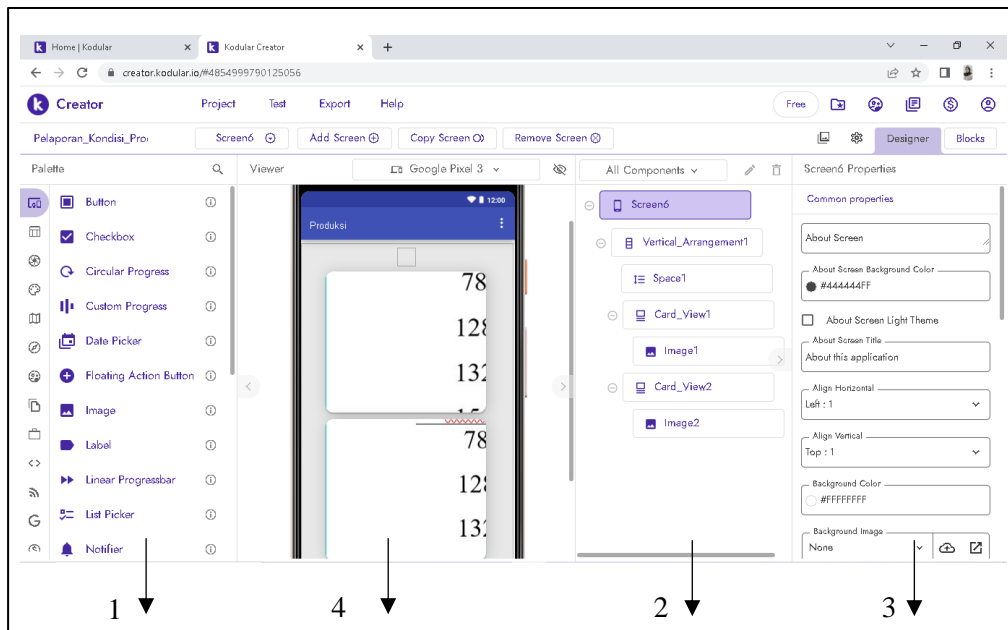 Home | Kodular
Kodular Creator
creator.kodular.io/#4854999790125056
Creator Project Test Export Help Free
Pelaporan_Kondisi_Pro Screen6 Add Screen Copy Screen Remove Screen Designer Blocks
Palette
Button
Checkbox
Circular Progress
Custom Progress
Date Picker
Floating Action Button
Image
Label
Linear Progressbar
List Picker
Notifier
Viewer Google Pixel 3
12:00
Produksi
78
128
132
78
128
132
All Components
Screen6
Vertical_Arrangement1
Space1
Card_View1
Image1
Card_View2
Image2
Screen6 Properties
Common properties
About Screen
About Screen Background Color
#444444FF
About Screen Light Theme
About Screen Title
About this application
Align Horizontal
Left : 1
Align Vertical
Top : 1
Background Color
#FFFFFFFF
Background Image
None
1 4 2 3